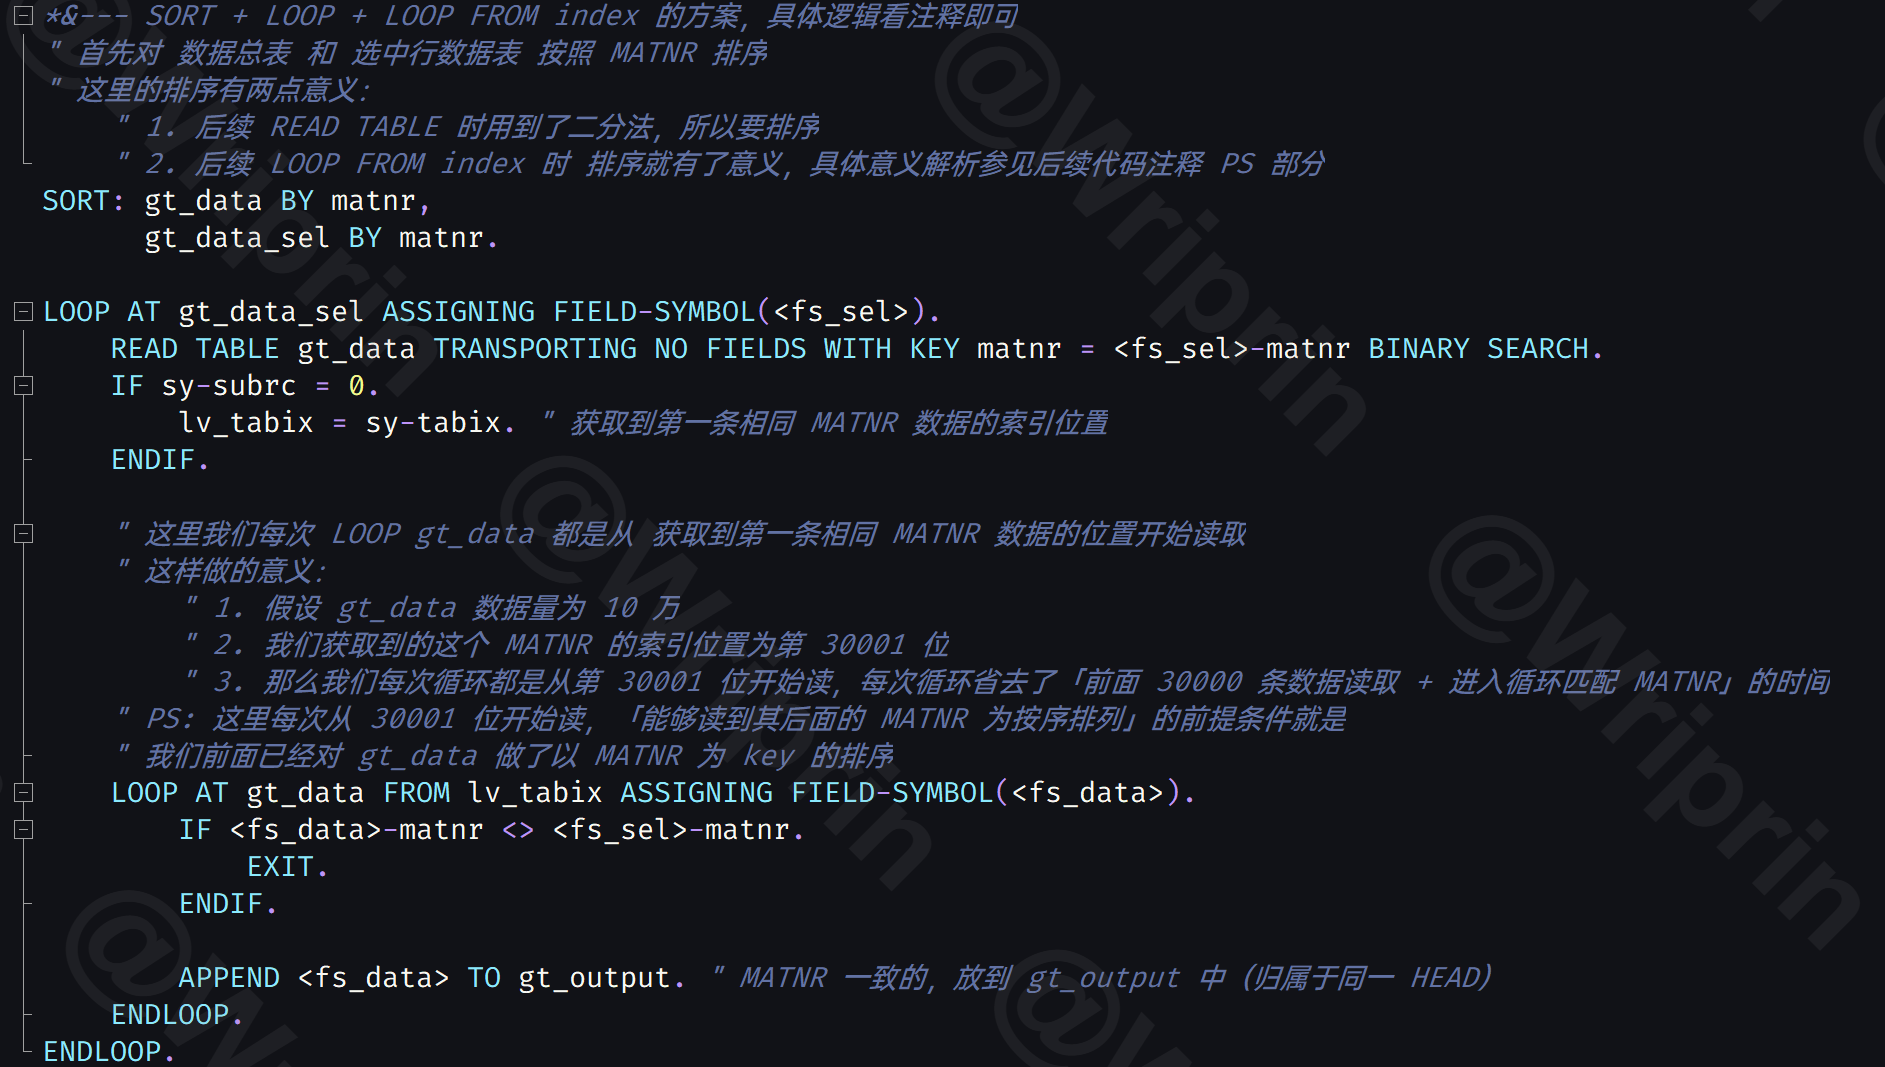 *&--- SORT + LOOP + LOOP FROM index 的方案，具体逻辑看注释即可
" 首先对 数据总表 和 选中行数据表 按照 MATNR 排序
" 这里的排序有两点意义：
" 1. 后续 READ TABLE 时用到了二分法，所以要排序
" 2. 后续 LOOP FROM index 时 排序就有了意义，具体意义解析参见后续代码注释 PS 部分
SORT: gt_data BY matnr,
gt_data_sel BY matnr.
LOOP AT gt_data_sel ASSIGNING FIELD-SYMBOL(<fs_sel>).
READ TABLE gt_data TRANSPORTING NO FIELDS WITH KEY matnr = <fs_sel>-matnr BINARY SEARCH.
IF sy-subrc = 0.
lv_tabix = sy-tabix. " 获取到第一条相同 MATNR 数据的索引位置
ENDIF.
" 这里我们每次 LOOP gt_data 都是从 获取到第一条相同 MATNR 数据的位置开始读取
" 这样做的意义：
" 1. 假设 gt_data 数据量为 10 万
" 2. 我们获取到的这个 MATNR 的索引位置为第 30001 位
" 3. 那么我们每次循环都是从第 30001 位开始读，每次循环省去了「前面 30000 条数据读取 + 进入循环匹配 MATNR」的时间
" PS: 这里每次从 30001 位开始读，「能够读到其后面的 MATNR 为按序排列」的前提条件就是
" 我们前面已经对 gt_data 做了以 MATNR 为 key 的排序
LOOP AT gt_data FROM lv_tabix ASSIGNING FIELD-SYMBOL(<fs_data>).
IF <fs_data>-matnr <> <fs_sel>-matnr.
EXIT.
ENDIF.
APPEND <fs_data> TO gt_output. " MATNR 一致的，放到 gt_output 中（归属于同一 HEAD）
ENDLOOP.
ENDLOOP.
@Wriprin
@Wriprin
@Wriprin
@Wriprin